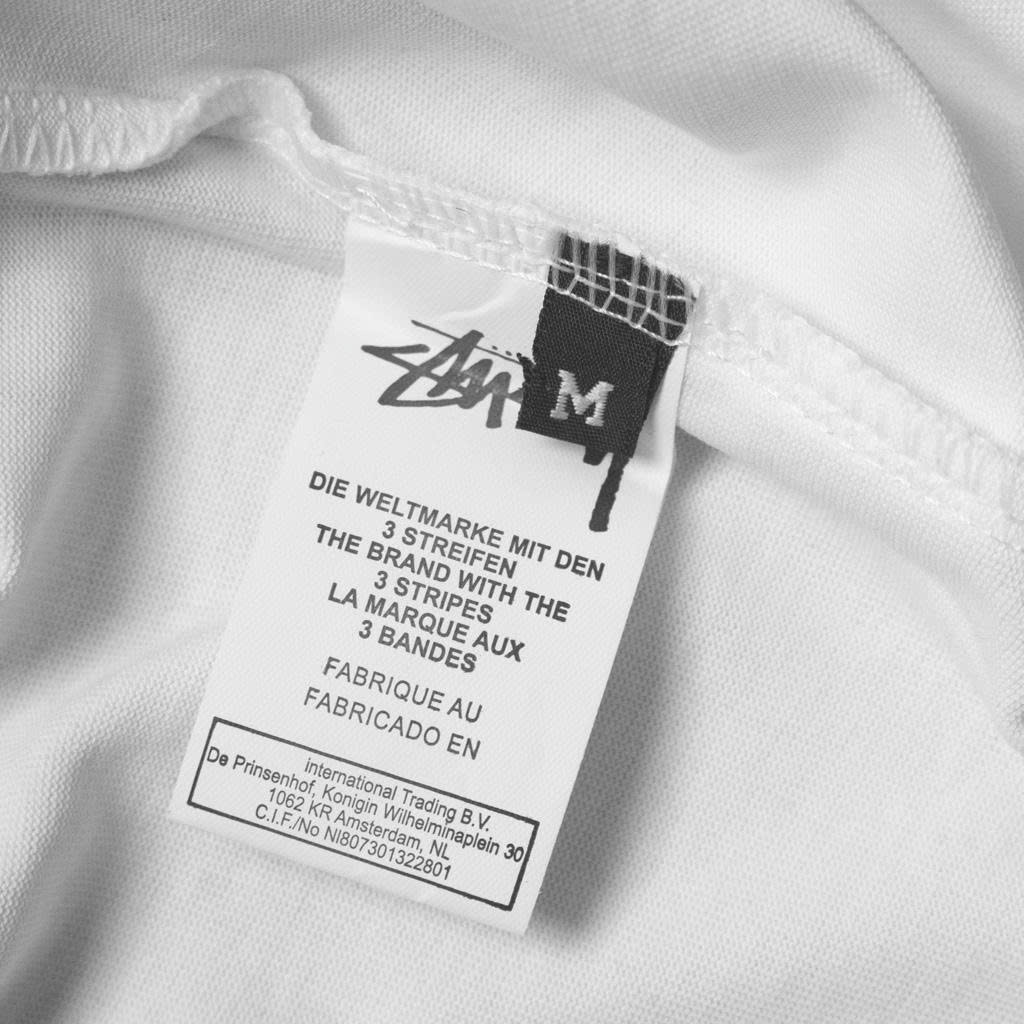 M
DIE WELTMARKE MIT DEN
3 STREIFEN
THE BRAND WITH THE
3 STRIPES
LA MARQUE AUX
3 BANDES
FABRIQUE AU
FABRICADO EN
international Trading B.V.
De Prinsenhof, Konigin Wilhelminaplein 30
1062 KR Amsterdam, NL
C.I.F./No NI807301322801